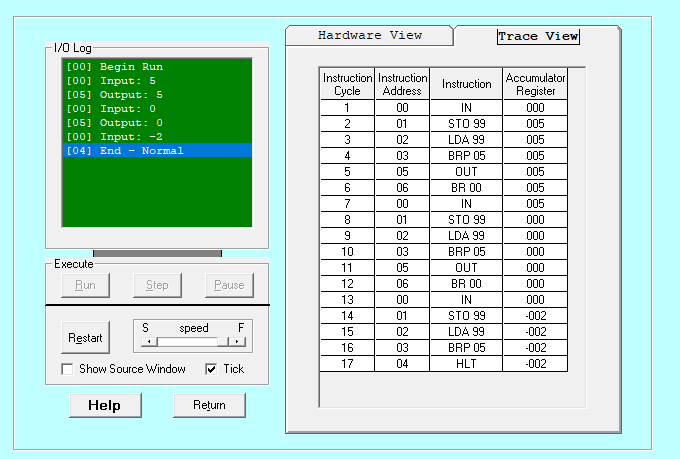 Hardware View
Trace View
I/O Log
[00] Begin Run
[00] Input: 5
[05] Output: 5
[00] Input: 0
[05] Output: 0
[00] Input: -2
[04] End - Normal
Execute
Run Step Pause
Restart
S speed F
Show Source Window Tick
Help Return
Instruction Instruction Instruction Accumulator
Cycle Address Register
1 00 IN 000
2 01 STO 99 005
3 02 LDA 99 005
4 03 BRP 05 005
5 05 OUT 005
6 06 BR 00 005
7 00 IN 005
8 01 STO 99 000
9 02 LDA 99 000
10 03 BRP 05 000
11 05 OUT 000
12 06 BR 00 000
13 00 IN 000
14 01 STO 99 -002
15 02 LDA 99 -002
16 03 BRP 05 -002
17 04 HLT -002